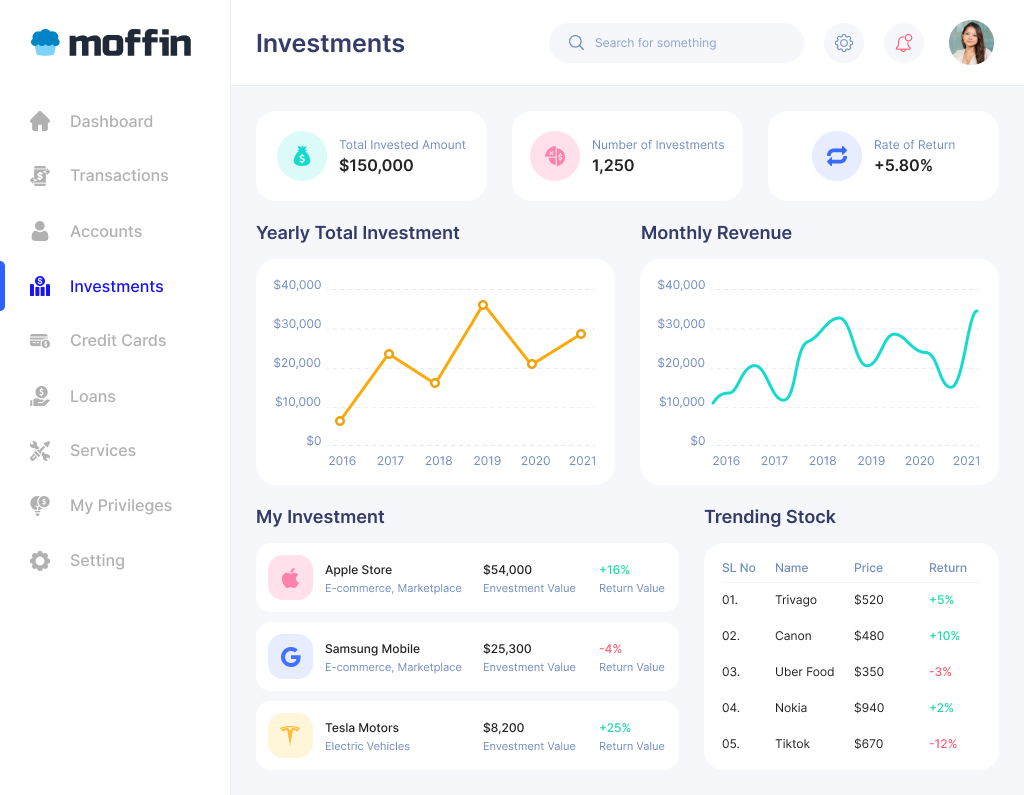 moffin
Investments
Search for something
Dashboard
Transactions
Accounts
Investments
Credit Cards
Loans
Services
My Privileges
Setting
Total Invested Amount
$150,000
Number of Investments
1,250
Rate of Return
+5.80%
Yearly Total Investment
$40,000
$30,000
$20,000
$10,000
$0
2016 2017 2018 2019 2020 2021
Monthly Revenue
$40,000
$30,000
$20,000
$10,000
$0
2016 2017 2018 2019 2020 2021
My Investment
Apple Store $54,000 +16%
E-commerce, Marketplace Envestment Value Return Value
Samsung Mobile $25,300 -4%
E-commerce, Marketplace Envestment Value Return Value
Tesla Motors $8,200 +25%
Electric Vehicles Envestment Value Return Value
Trending Stock
SL No Name Price Return
01. Trivago $520 +5%
02. Canon $480 +10%
03. Uber Food $350 -3%
04. Nokia $940 +2%
05. Tiktok $670 -12%